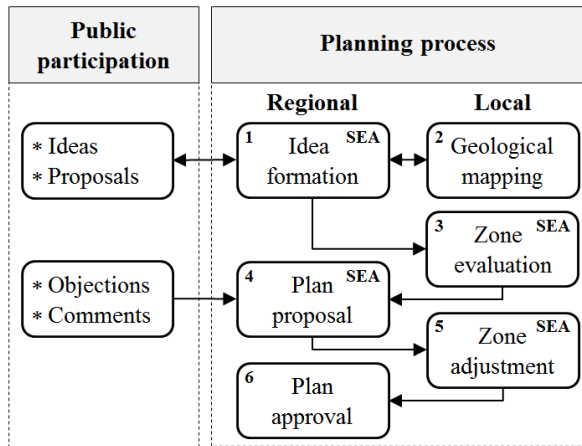 Public
participation
Planning process
Regional
Local
* Ideas
* Proposals
1
SEA
Idea
formation
2
Geological
mapping
3
SEA
Zone
evaluation
* Objections
* Comments
4
SEA
Plan
proposal
5
SEA
Zone
adjustment
6
Plan
approval